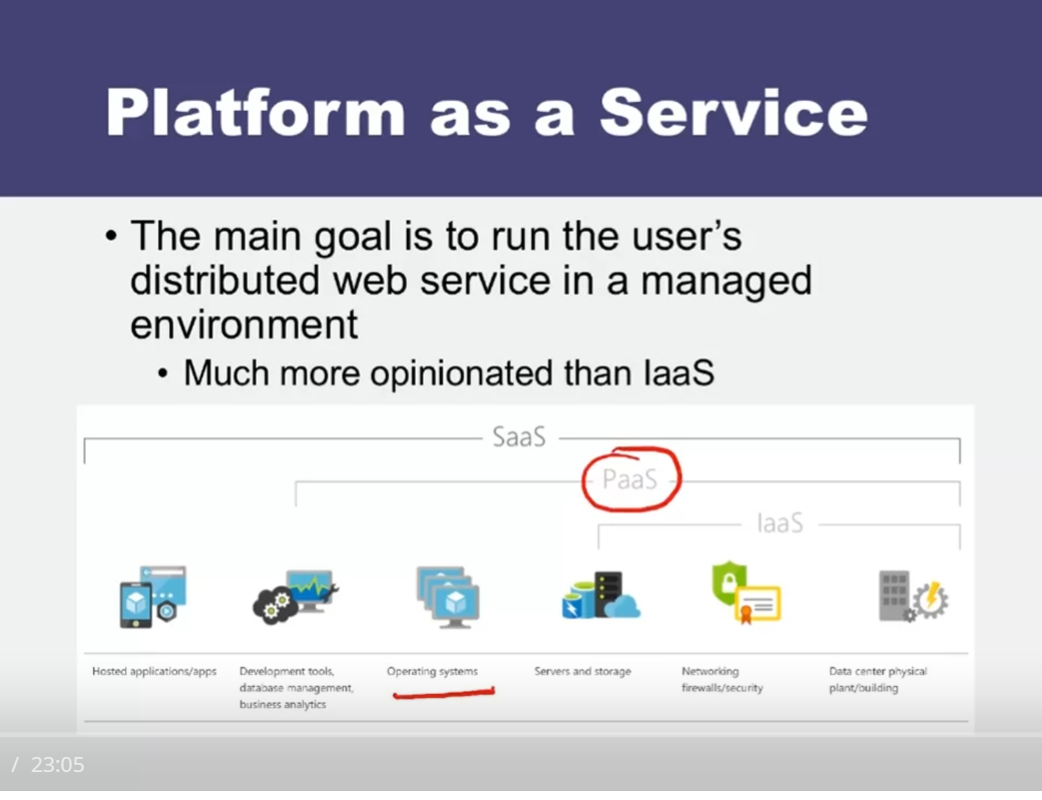 Platform as a Service
• The main goal is to run the user's
distributed web service in a managed
environment
• Much more opinionated than IaaS
SaaS
PaaS
IaaS
Hosted applications/apps
Development tools,
database management,
business analytics
Operating systems
Servers and storage
Networking
firewalls/security
Data center physical
plant/building
/ 23:05